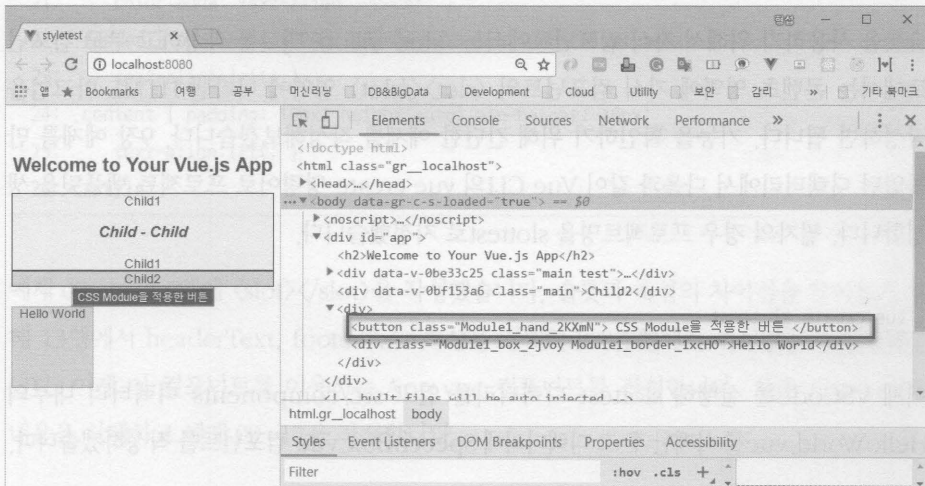 styletest
localhost:8080
앱 Bookmarks 여행 공부 머신러닝 DB&BigData Development Cloud Utility 보안 감리 » 기타 북마크
Welcome to Your Vue.js App
Child1
Child - Child
Child1
Child2
CSS Module을 적용한 버튼
Hello World
Elements Console Sources Network Performance »
<!doctype html>
<html class="gr__localhost">
<head>…</head>
<body data-gr-c-s-loaded="true"> == $0
<noscript>…</noscript>
<div id="app">
<h2>Welcome to Your Vue.js App</h2>
<div data-v-0be33c25 class="main test">…</div>
<div data-v-0bf153dc class="main">Child2</div>
<div>
<button class="Module1_hand_2KXmN"> CSS Module을 적용한 버튼 </button>
<div class="Module1_box_2jvoy Module1_border_1xcHO">Hello World</div>
</div>
</div>
built files will be auto injected
html.gr__localhost body
Styles Event Listeners DOM Breakpoints Properties Accessibility
Filter :hov .cls +